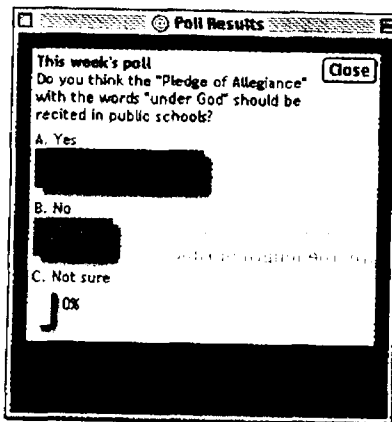 Poll Results
This week's poll
Close
Do you think the "Pledge of Allegiance"
with the words "under God" should be
recited in public schools?
A. Yes
B. No
C. Not sure
0%